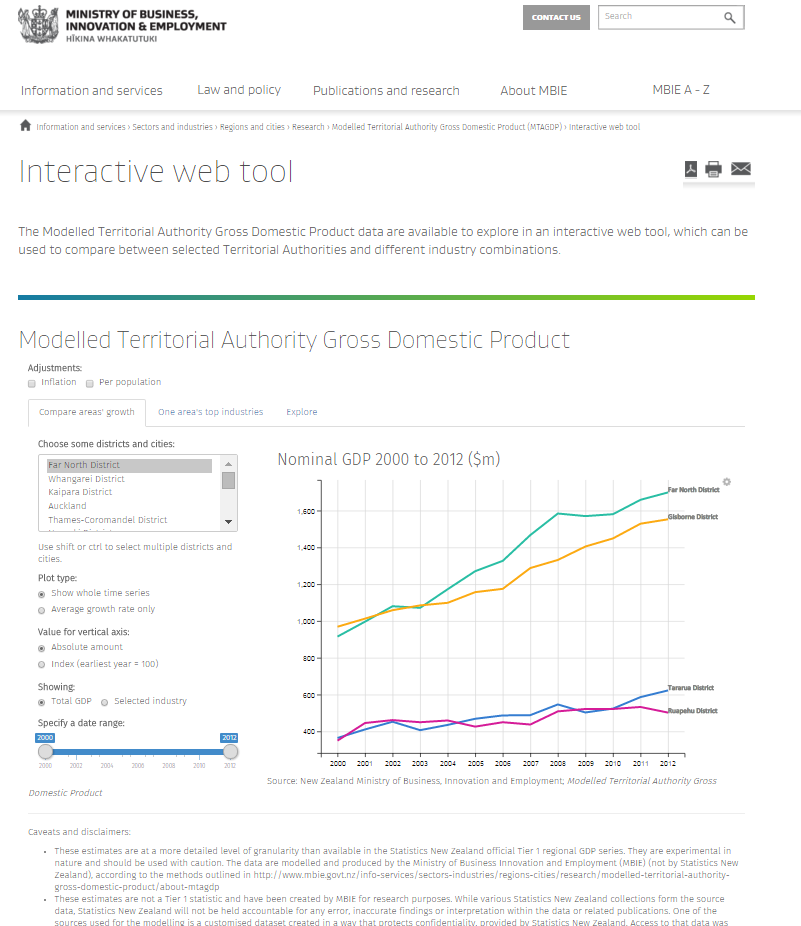 MINISTRY OF BUSINESS,
INNOVATION & EMPLOYMENT
HĪKINA WHAKATUTUKI
CONTACT US
Search
Information and services
Law and policy
Publications and research
About MBIE
MBIE A - Z
Information and services › Sectors and industries › Regions and cities › Research › Modelled Territorial Authority Gross Domestic Product (MTAGDP) › Interactive web tool
Interactive web tool
The Modelled Territorial Authority Gross Domestic Product data are available to explore in an interactive web tool, which can be
used to compare between selected Territorial Authorities and different industry combinations.
Modelled Territorial Authority Gross Domestic Product
Adjustments:
Inflation
Per population
Compare areas' growth
One area's top industries
Explore
Choose some districts and cities:
Far North District
Whangarei District
Kaipara District
Auckland
Thames-Coromandel District
Use shift or ctrl to select multiple districts and
cities.
Plot type:
Show whole time series
Average growth rate only
Value for vertical axis:
Absolute amount
Index (earliest year = 100)
Showing:
Total GDP
Selected industry
Specify a date range:
2000
2012
2000 2002 2004 2006 2008 2010 2012
Nominal GDP 2000 to 2012 ($m)
1,600
1,400
1,200
1,000
800
600
400
Far North District
Gisborne District
Tararua District
Ruapehu District
2000 2001 2002 2003 2004 2005 2006 2007 2008 2009 2010 2011 2012
Source: New Zealand Ministry of Business, Innovation and Employment; Modelled Territorial Authority Gross
Domestic Product
Caveats and disclaimers:
These estimates are at a more detailed level of granularity than available in the Statistics New Zealand official Tier 1 regional GDP series. They are experimental in
nature and should be used with caution. The data are modelled and produced by the Ministry of Business Innovation and Employment (MBIE) (not by Statistics New
Zealand), according to the methods outlined in http://www.mbie.govt.nz/info-services/sectors-industries/regions-cities/research/modelled-territorial-authority-
gross-domestic-product/about-mtagdp
These estimates are not a Tier 1 statistic and have been created by MBIE for research purposes. While various Statistics New Zealand collections form the source
data, Statistics New Zealand will not be held accountable for any error, inaccurate findings or interpretation within the data or related publications. One of the
sources used for the modelling is a customised dataset created in a way that protects confidentiality, provided by Statistics New Zealand. Access to that data was